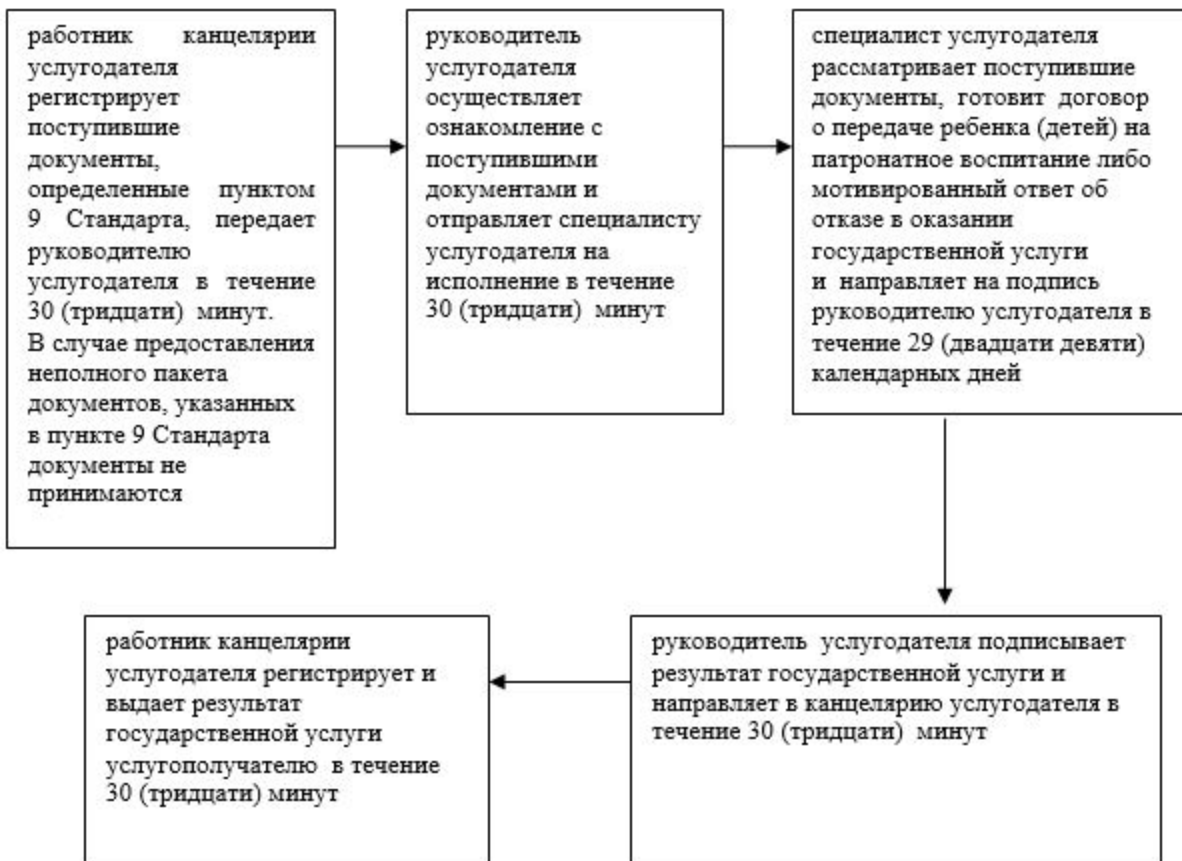 работник канцелярии
услугодателя
регистрирует
поступившие
документы,
определенные пунктом
9 Стандарта, передает
руководителю
услугодателя в течение
30 (тридцати) минут.
В случае предоставления
неполного пакета
документов, указанных
в пункте 9 Стандарта
документы не
принимаются
руководитель
услугодателя
осуществляет
ознакомление с
поступившими
документами и
отправляет специалисту
услугодателя на
исполнение в течение
30 (тридцати) минут
специалист услугодателя
рассматривает поступившие
документы, готовит договор
о передаче ребенка (детей) на
патронатное воспитание либо
мотивированный ответ об
отказе в оказании
государственной услуги
и направляет на подпись
руководителю услугодателя в
течение 29 (двадцати девяти)
календарных дней
руководитель услугодателя подписывает
результат государственной услуги и
направляет в канцелярию услугодателя в
течение 30 (тридцати) минут
работник канцелярии
услугодателя регистрирует и
выдает результат
государственной услуги
услугополучателю в течение
30 (тридцати) минут